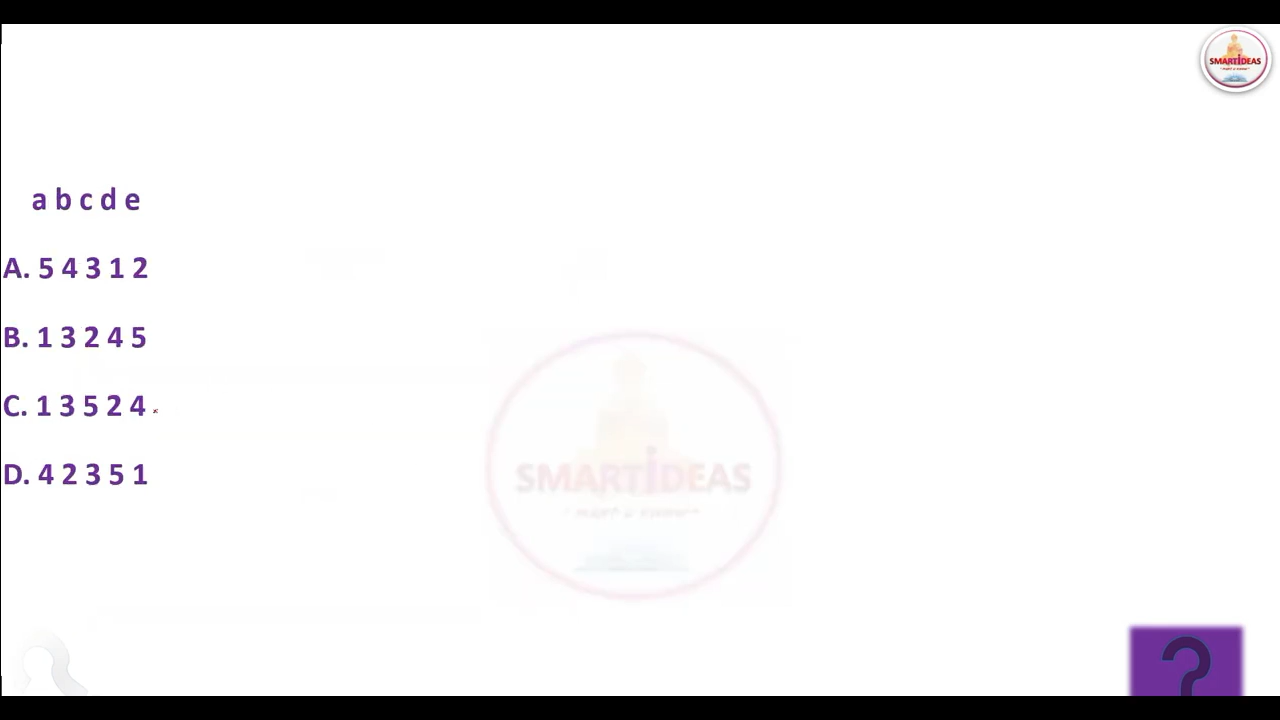 SMARTIDEAS
a b c d e
A. 5 4 3 1 2
B. 1 3 2 4 5
C. 1 3 5 2 4
D. 4 2 3 5 1
SMARTIDEAS
?